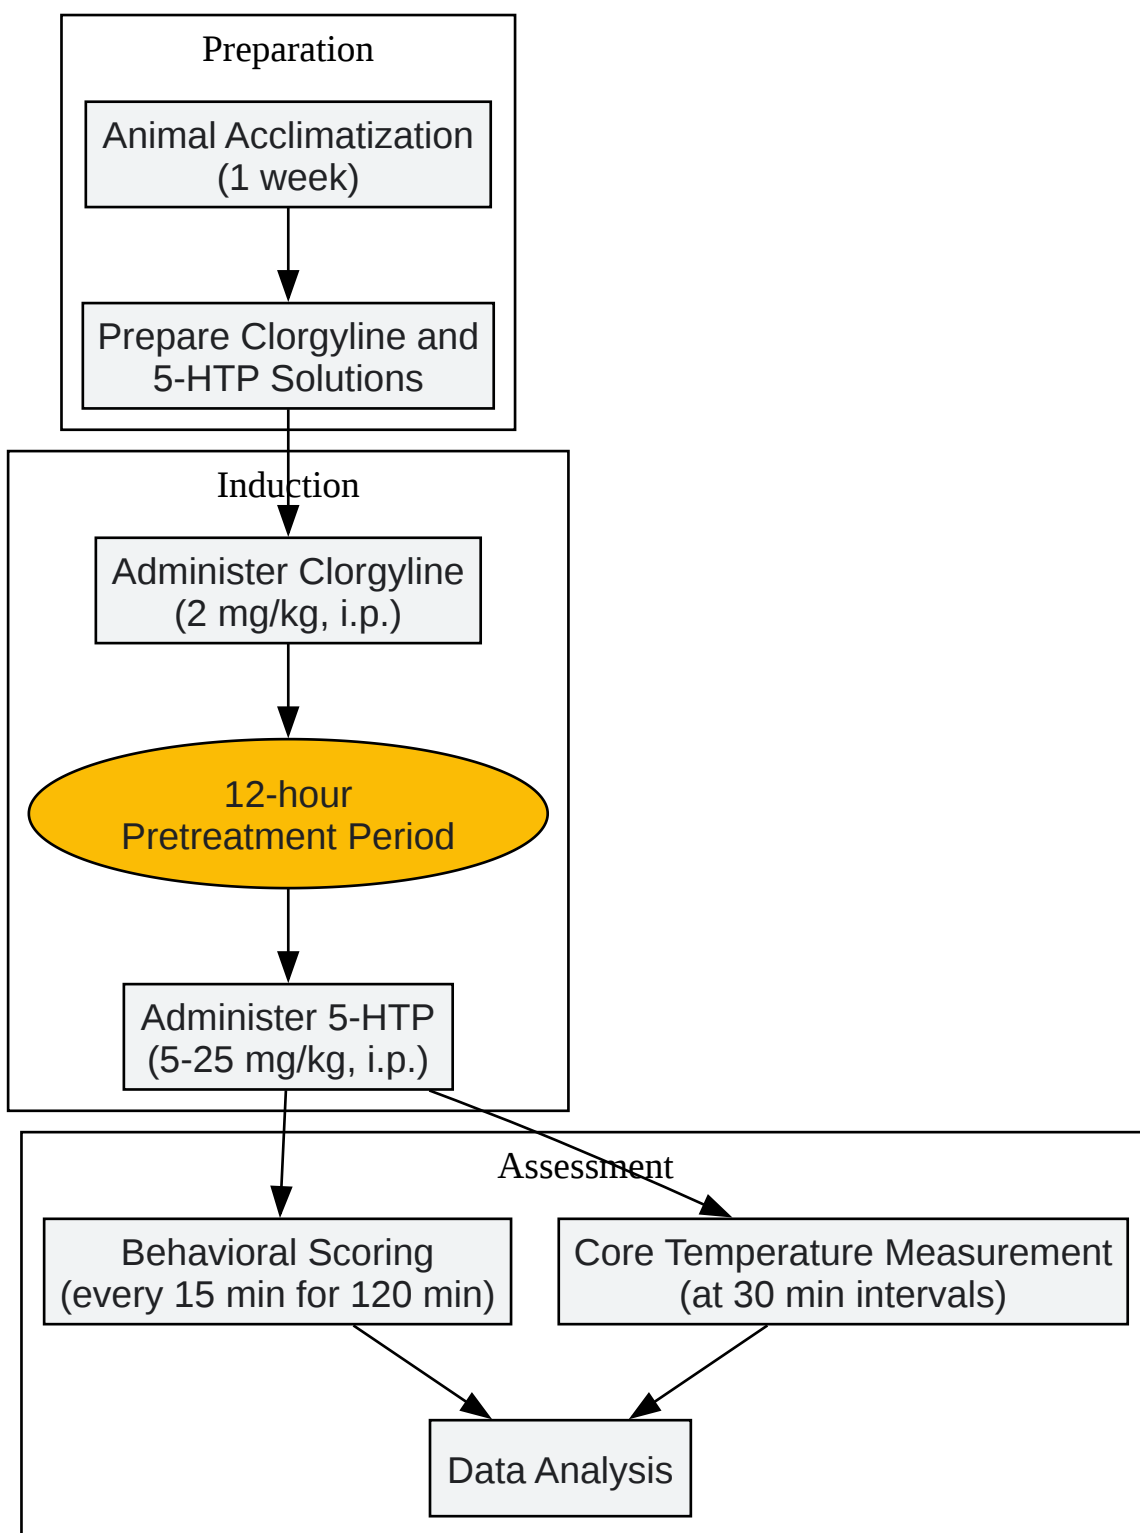 Preparation
Animal Acclimatization
(1 week)
Prepare Clorgyline and
5-HTP Solutions
Induction
Administer Clorgyline
(2 mg/kg, i.p.)
12-hour
Pretreatment Period
Administer 5-HTP
(5-25 mg/kg, i.p.)
Assessment
Behavioral Scoring
(every 15 min for 120 min)
Core Temperature Measurement
(at 30 min intervals)
Data Analysis